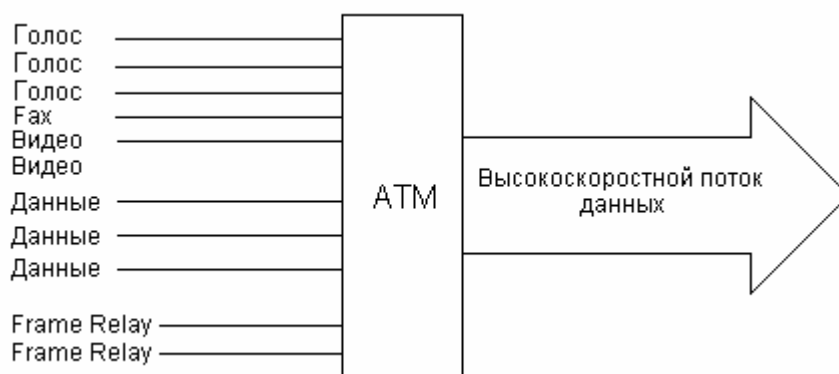 Голос
Голос
Голос
Fax
Видео
Видео
Данные
Данные
Данные
Frame Relay
Frame Relay
ATM
Высокоскоростной поток
данных